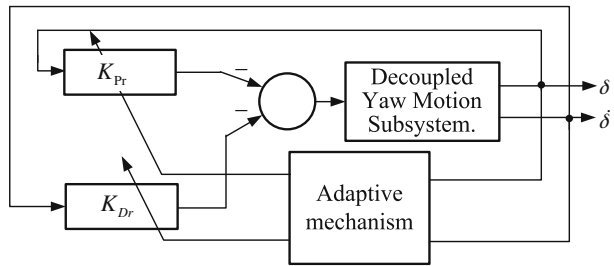 K_Pr
K_Dr
−
−
Decoupled
Yaw Motion
Subsystem.
δ
δ̇
Adaptive
mechanism